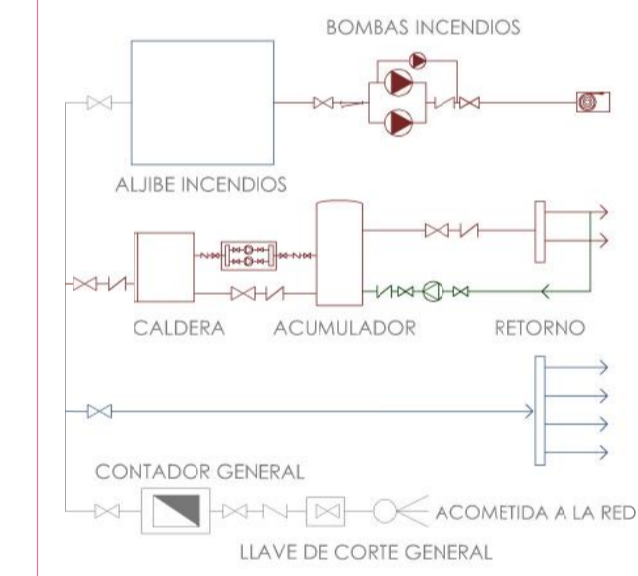 BOMBAS INCENDIOS
ALJIBE INCENDIOS
CALDERA
ACUMULADOR
RETORNO
CONTADOR GENERAL
ACOMETIDA A LA RED
LLAVE DE CORTE GENERAL